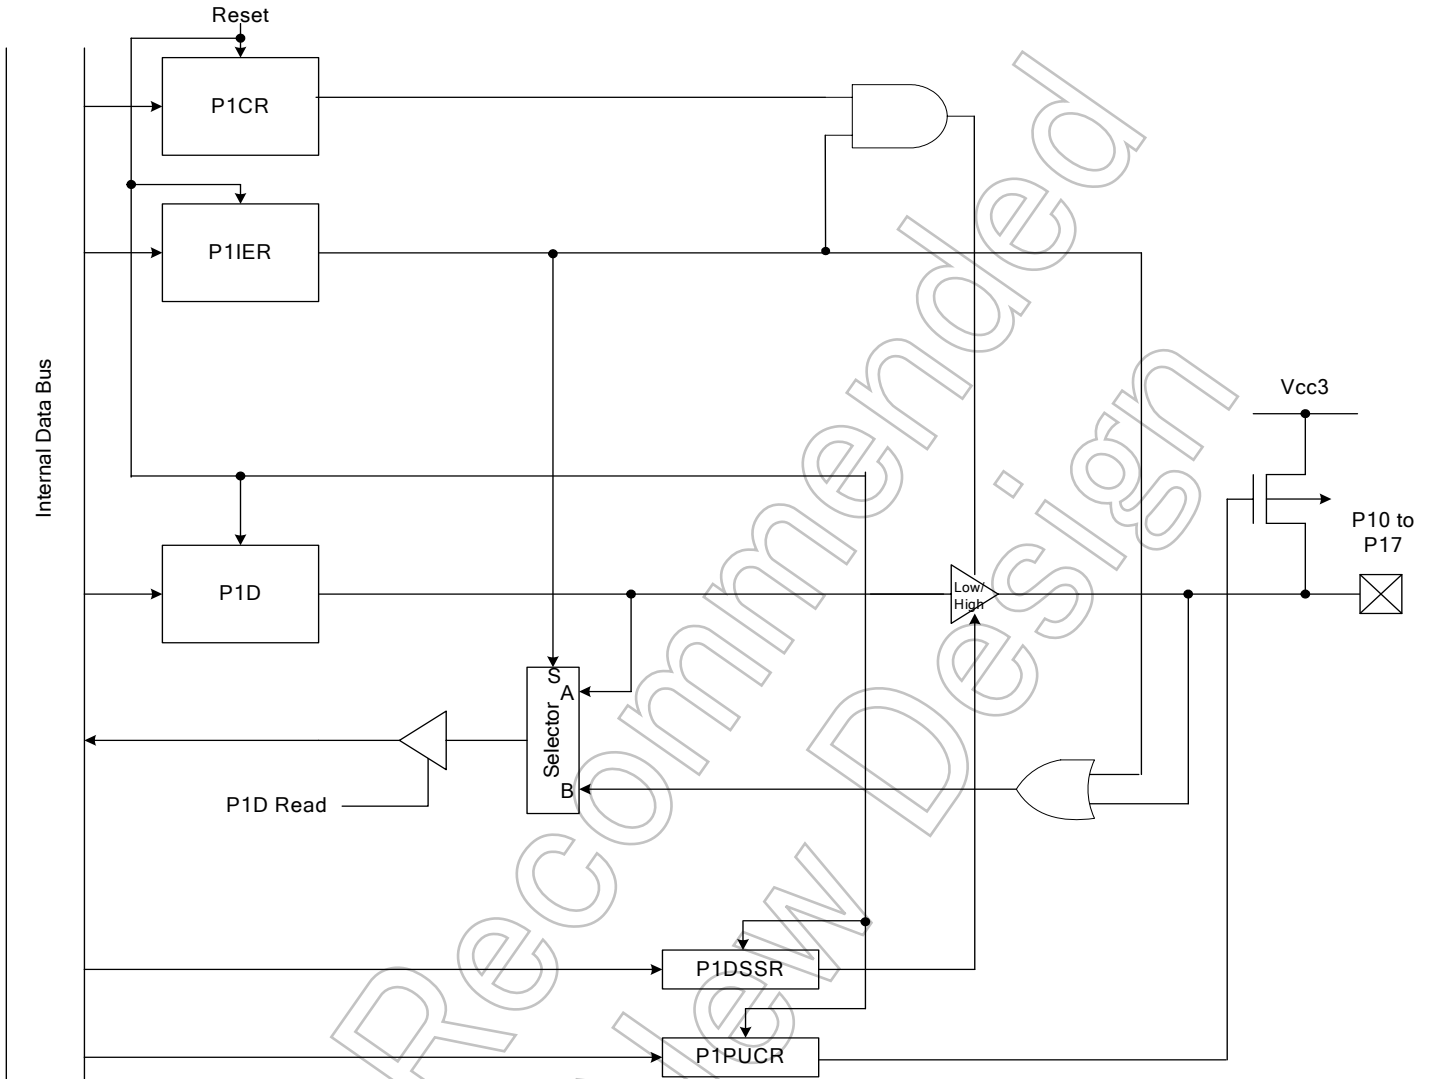 Reset
P1CR
P1IER
Internal Data Bus
Vcc3
P10 to
P17
P1D
Low/
High
S
A
Selector
B
P1D Read
P1DSSR
P1PUCR
Recommended
New Design